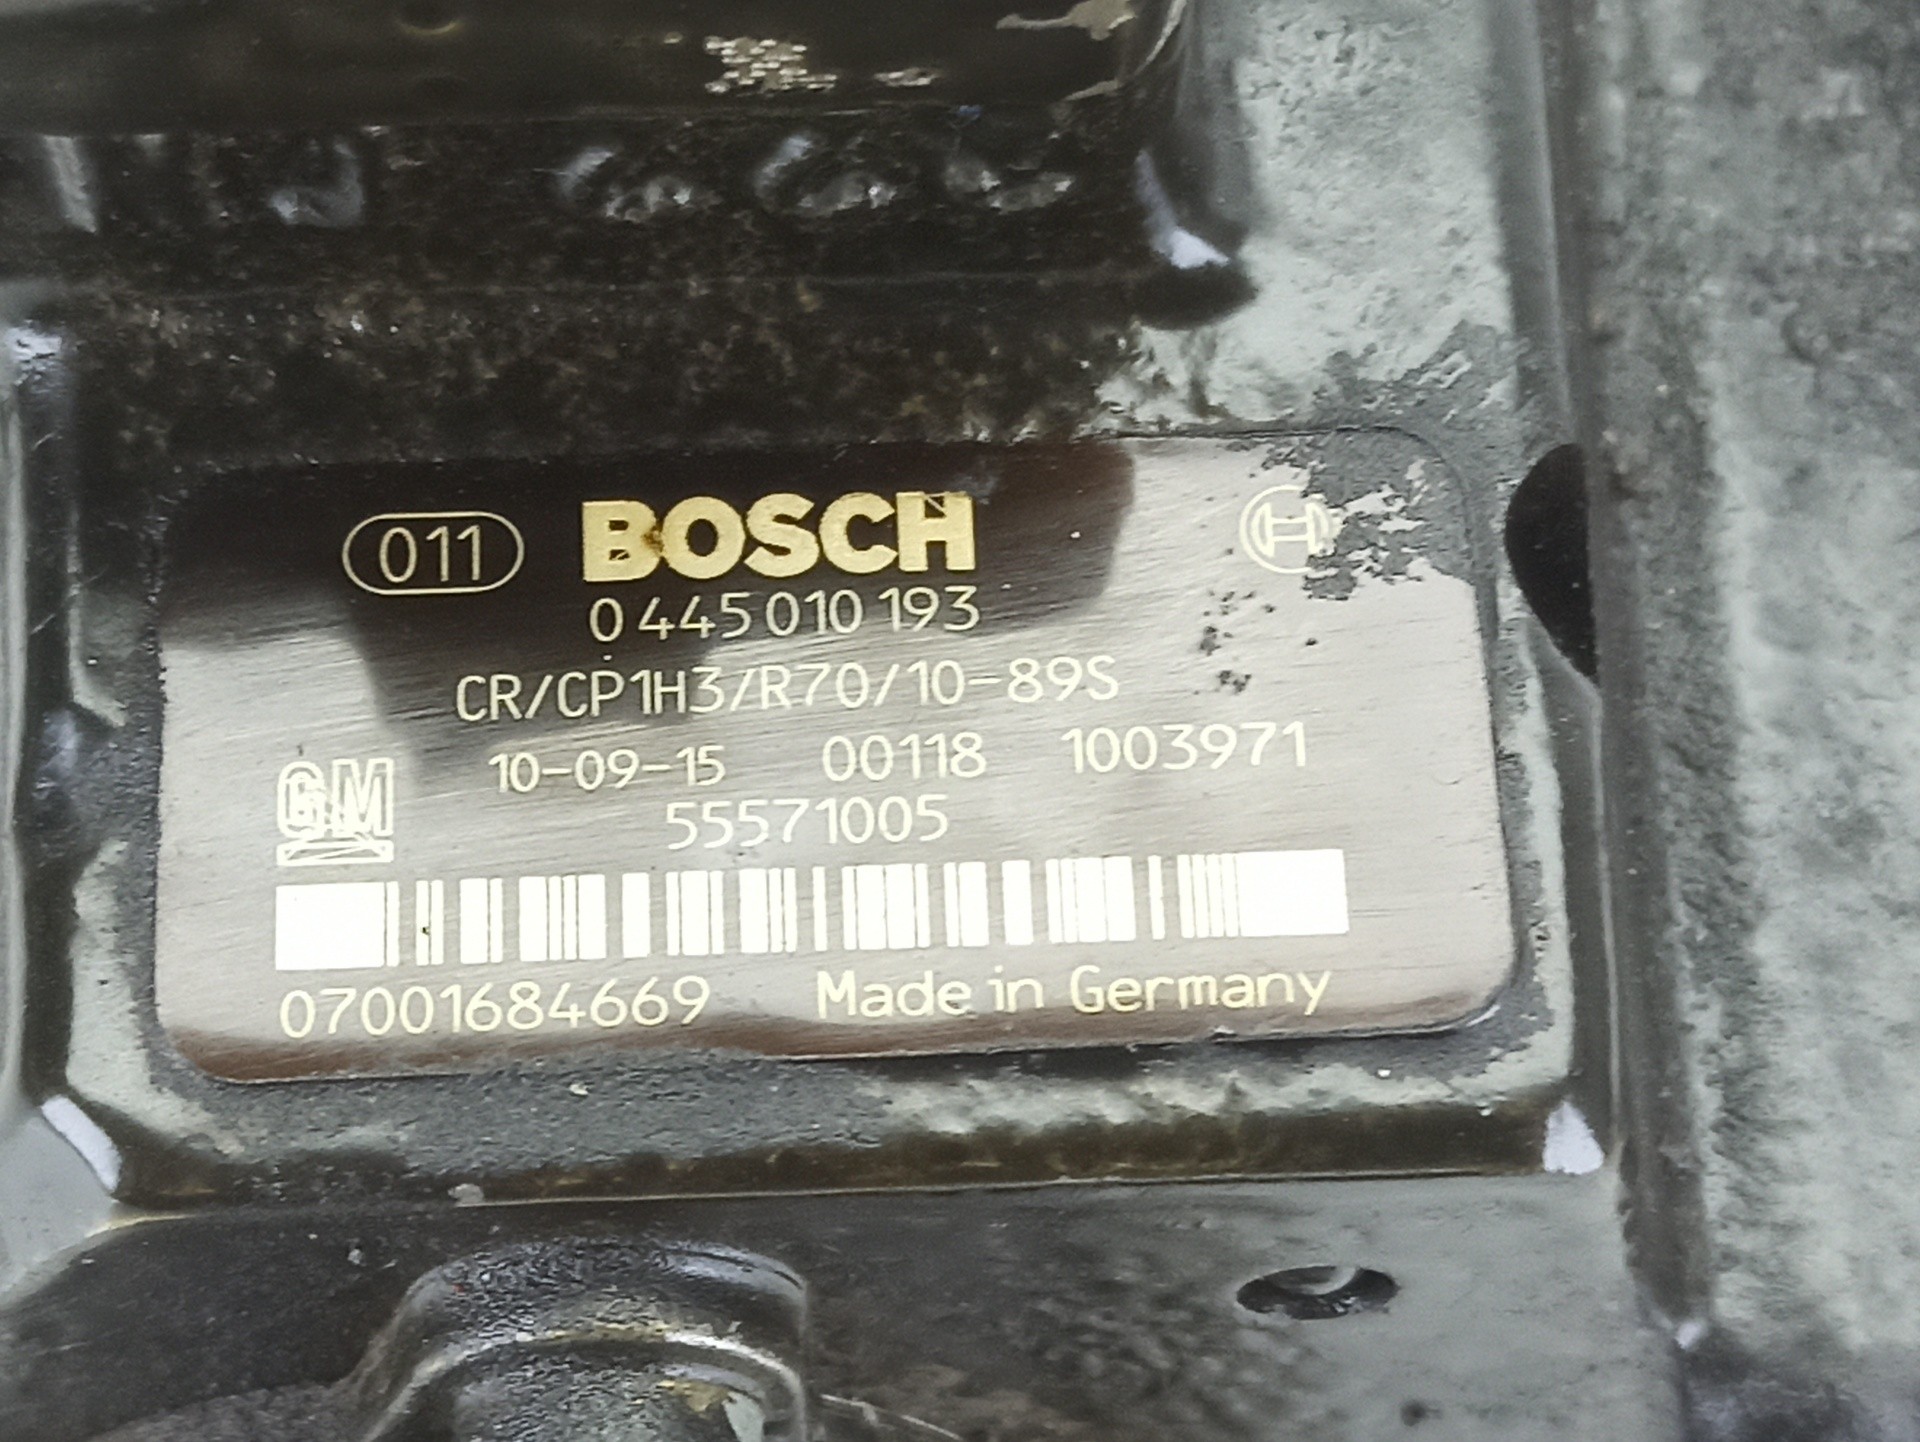 011 BOSCH
0 445 010 193
CR/CP1H3/R70/10-89S
GM 10-09-15 00118 1003971
55571005
07001684669 Made in Germany